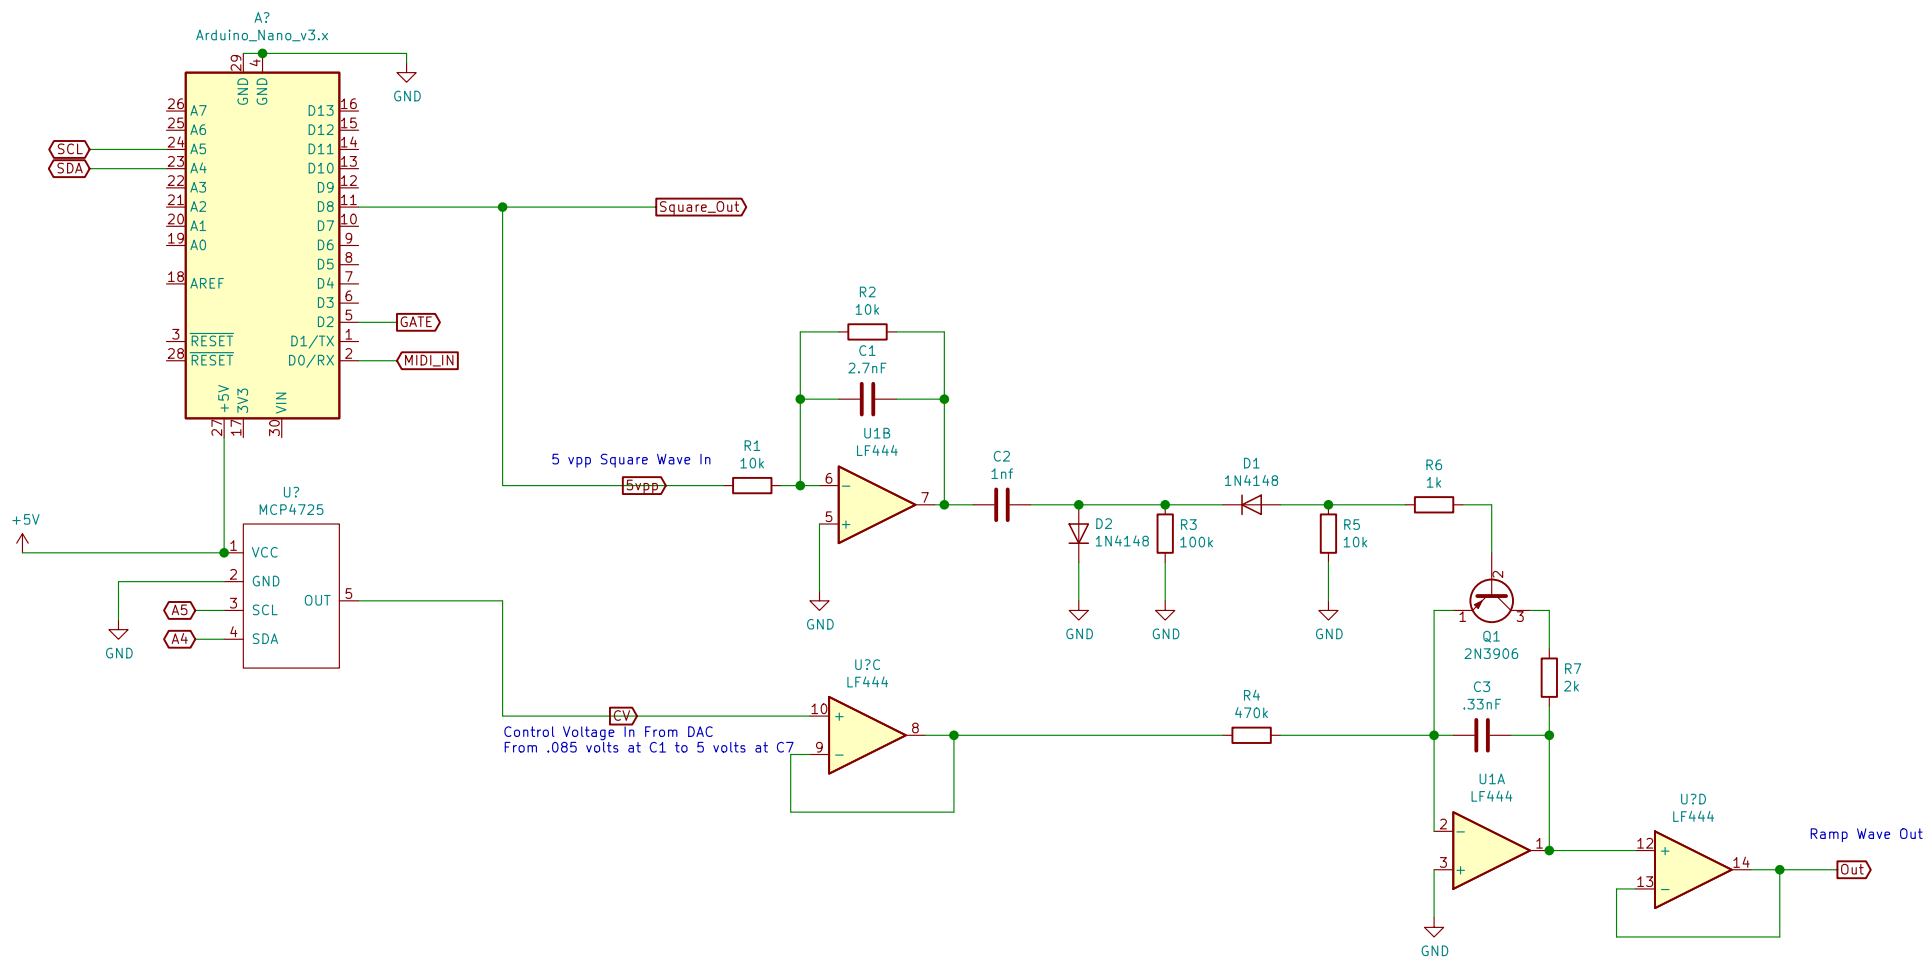 A?
Arduino_Nano_v3.x
29
4
GND
GND
GND
26 A7
25 A6
24 A5
23 A4
22 A3
21 A2
20 A1
19 A0
18 AREF
3 RESET
28 RESET
D13 16
D12 15
D11 14
D10 13
D9 12
D8 11
D7 10
D6 9
D5 8
D4 7
D3 6
D2 5
D1/TX 1
D0/RX 2
+5V
3V3
VIN
27
17
30
SCL
SDA
Square_Out
GATE
MIDI_IN
+5V
U?
MCP4725
1 VCC
2 GND
3 SCL
4 SDA
OUT 5
A5
A4
GND
5 vpp Square Wave In
5vpp
R1
10k
R2
10k
C1
2.7nF
U1B
LF444
6
5
7
GND
C2
1nf
D2
1N4148
GND
R3
100k
GND
D1
1N4148
R5
10k
GND
R6
1k
2
1
3
Q1
2N3906
R7
2k
C3
.33nF
CV
Control Voltage In From DAC
From .085 volts at C1 to 5 volts at C7
U?C
LF444
10
9
8
R4
470k
U1A
LF444
2
3
1
GND
U?D
LF444
12
13
14
Ramp Wave Out
Out